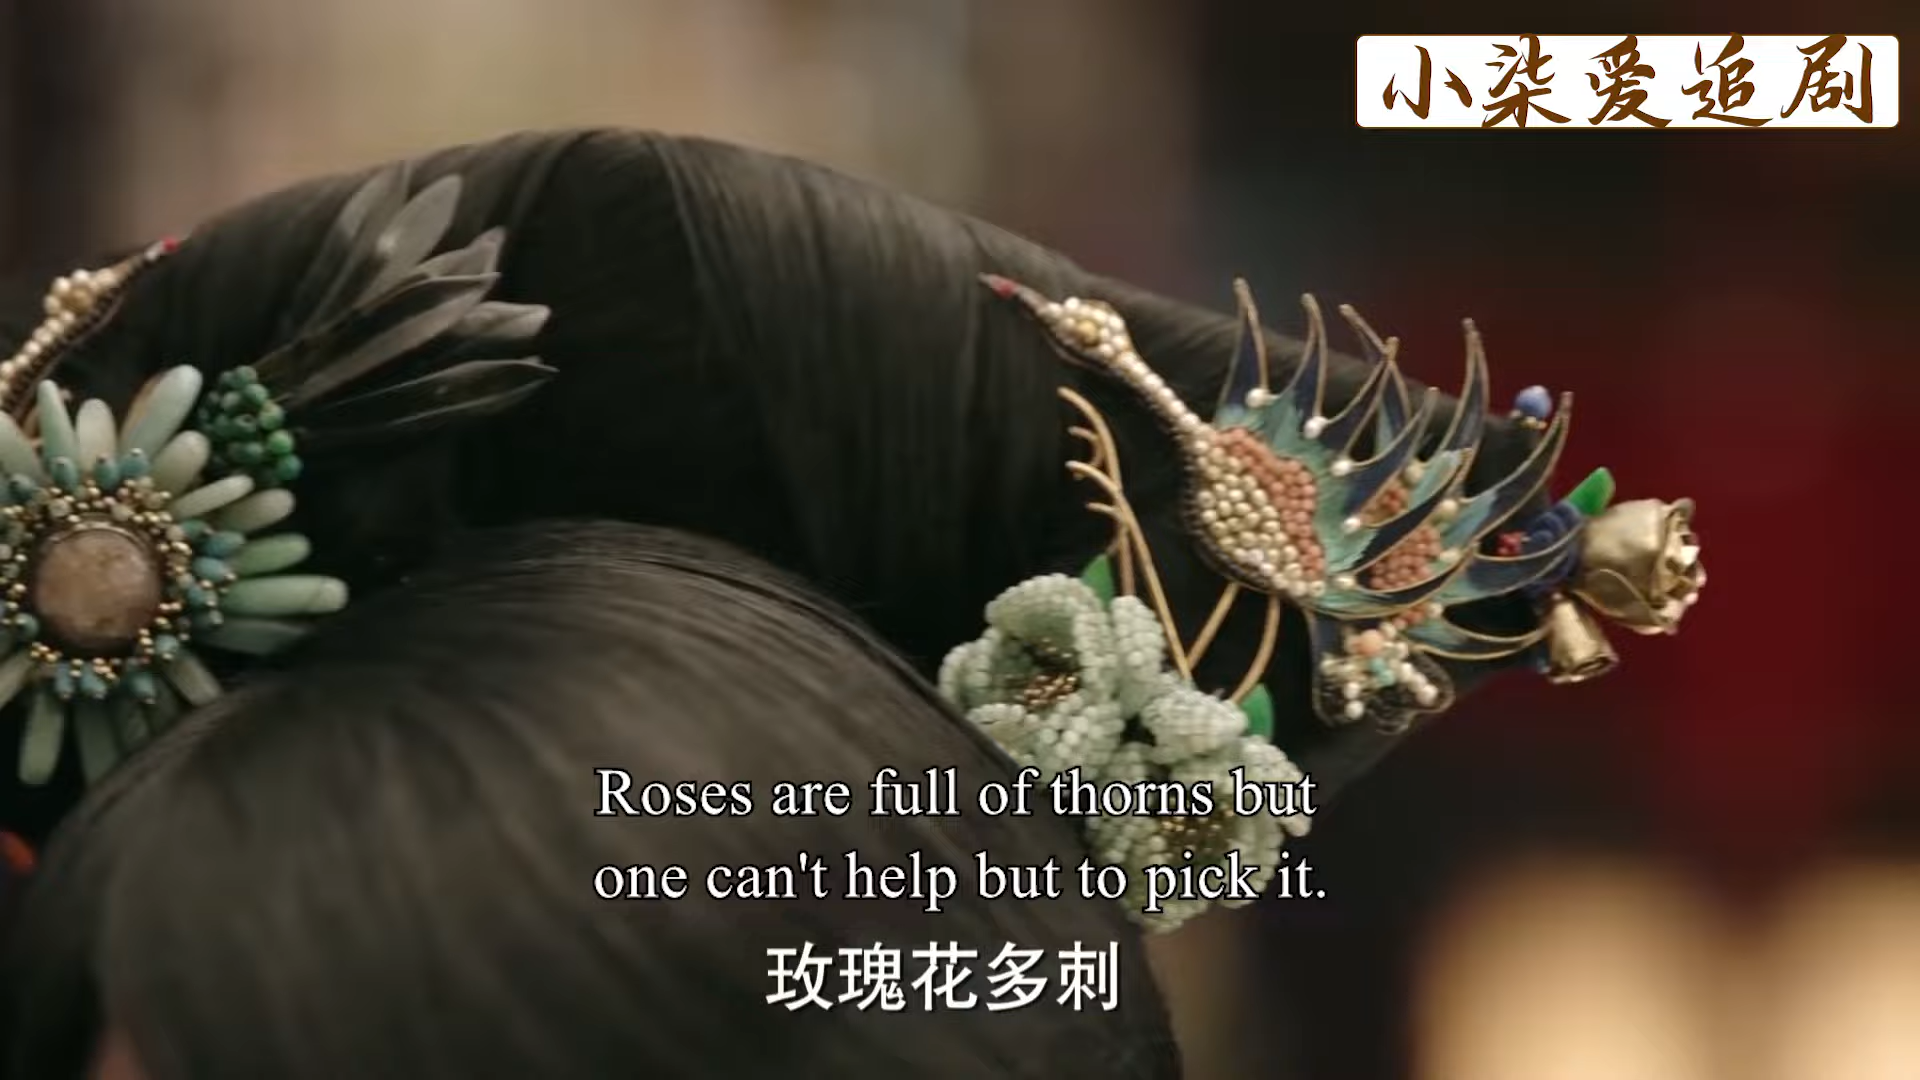 小柒爱追剧
Roses are full of thorns but
one can't help but to pick it.
玫瑰花多刺